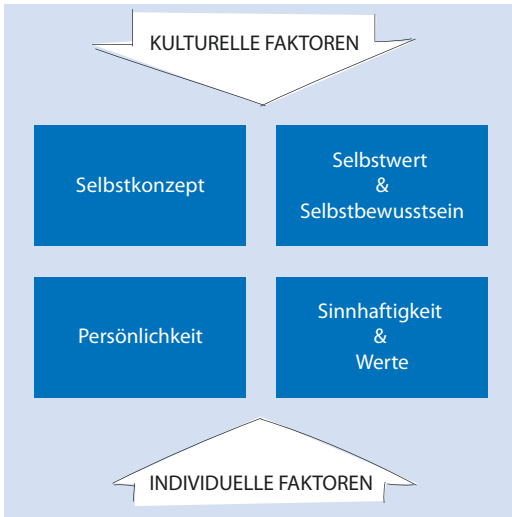 KULTURELLE FAKTOREN
Selbstkonzept
Selbstwert
&
Selbstbewusstsein
Persönlichkeit
Sinnhaftigkeit
&
Werte
INDIVIDUELLE FAKTOREN